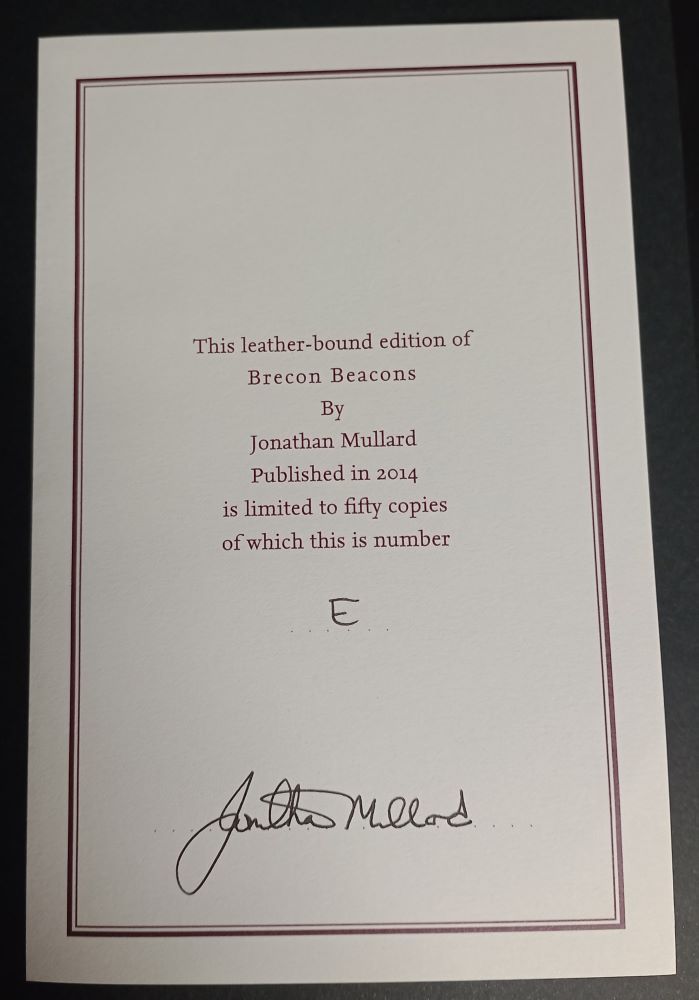 This leather-bound edition of
Brecon Beacons
By
Jonathan Mullard
Published in 2014
is limited to fifty copies
of which this is number
E
Jonathan Mullard